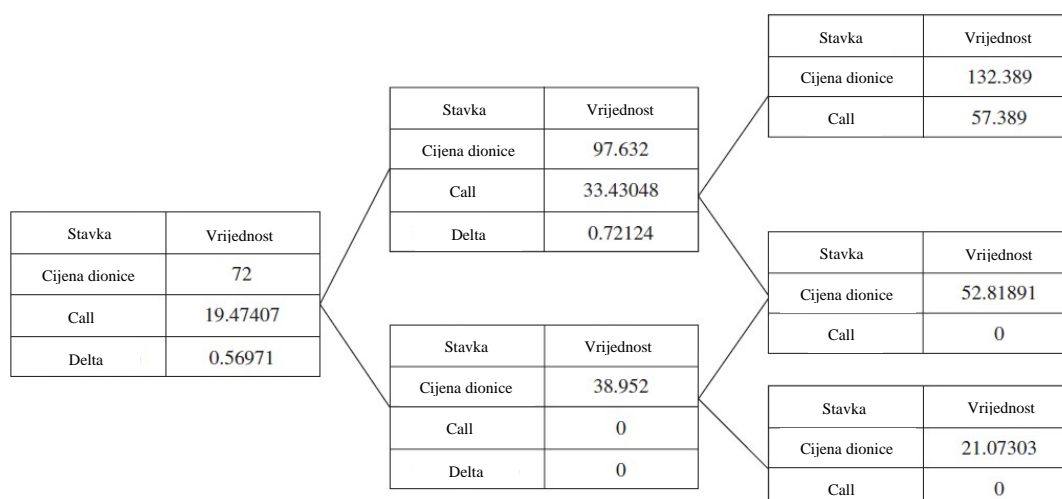 Stavka Vrijednost
Cijena dionice 72
Call 19.47407
Delta 0.56971
Stavka Vrijednost
Cijena dionice 97.632
Call 33.43048
Delta 0.72124
Stavka Vrijednost
Cijena dionice 38.952
Call 0
Delta 0
Stavka Vrijednost
Cijena dionice 132.389
Call 57.389
Stavka Vrijednost
Cijena dionice 52.81891
Call 0
Stavka Vrijednost
Cijena dionice 21.07303
Call 0